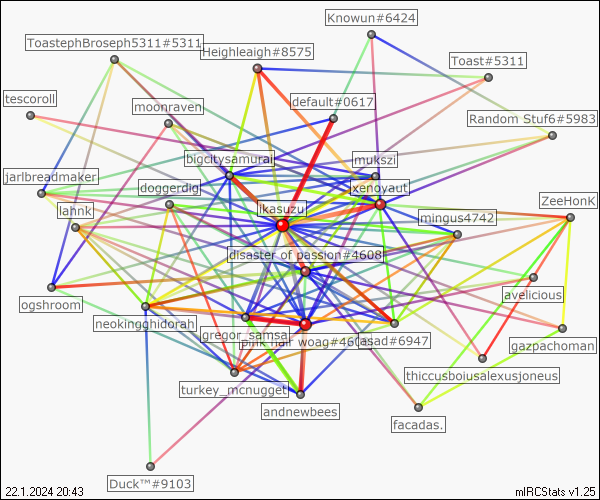 Knowun#6424
ToastephBroseph5311#5311
Heighleaigh#8575
Toast#5311
tescoroll
moonraven
default#0617
Random Stuf6#5983
bigcitysamurai
mukszi
jarlbreadmaker
doggerdig
xenoyaut
ZeeHonK
lahnk
ikasuzu
mingus4742
disaster of passion#4608
avelicious
ogshroom
neokingghidorah
gregor_samsa
woag#460
asad#6947
gazpachoman
thiccusboiusalexusjoneus
turkey_mcnugget
andnewbees
facadas.
Duck™#9103
22.1.2024 20:43
mIRCStats v1.25